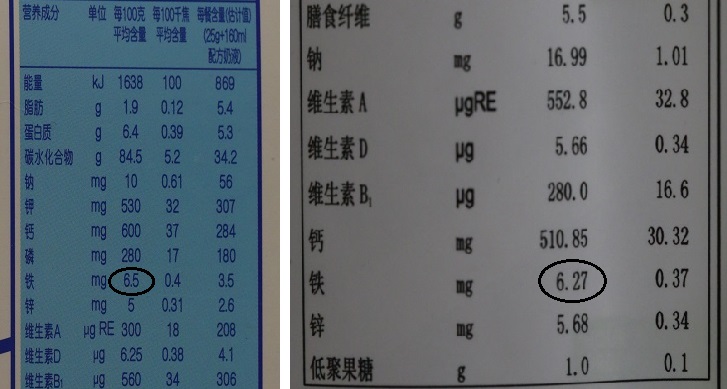 营养成分 单位 每100克平均含量 每100千焦平均含量 每餐含量(估计值)(25g+160ml配方奶液)
能量 kJ 1638 100 869
脂肪 g 1.9 0.12 5.4
蛋白质 g 6.4 0.39 5.3
碳水化合物 g 84.5 5.2 34.2
钠 mg 10 0.61 56
钾 mg 530 32 307
钙 mg 600 37 284
磷 mg 280 17 180
铁 mg 6.5 0.4 3.5
锌 mg 5 0.31 2.6
维生素A μg RE 300 18 208
维生素D μg 6.25 0.38 4.1
维生素B₁ μg 560 34 306
膳食纤维 g 5.5 0.3
钠 mg 16.99 1.01
维生素A μgRE 552.8 32.8
维生素D μg 5.66 0.34
维生素B₁ μg 280.0 16.6
钙 mg 510.85 30.32
铁 mg 6.27 0.37
锌 mg 5.68 0.34
低聚果糖 g 1.0 0.1